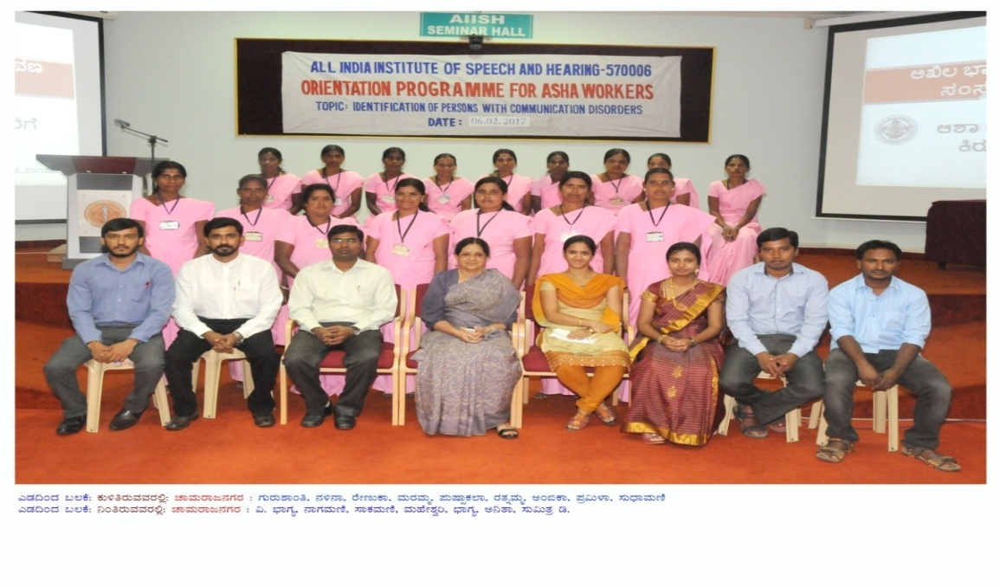 AIISH
SEMINAR HALL
ALL INDIA INSTITUTE OF SPEECH AND HEARING-570006
ORIENTATION PROGRAMME FOR ASHA WORKERS
TOPIC: IDENTIFICATION OF PERSONS WITH COMMUNICATION DISORDERS
DATE: 06.02.2017
ಅಖಿಲ ಭಾ
ಸಂಸ್ಥ
ಆಶಾ
ಕಿರು
ಎಡದಿಂದ ಬಲಕೆ: ಕುಳಿತಿರುವವರಲ್ಲಿ: ಚಾಮರಾಜನಗರ : ಗುರುಶಾಂತಿ, ನಳಿನಾ, ರೇಣುಕಾ, ಮರಮ್ಮ, ಪುಷ್ಪಾಕಲಾ, ರತ್ನಮ್ಮ, ಅಂಬಿಕಾ, ಪ್ರಮಿಳಾ, ಸುಧಾಮಣಿ
ಎಡದಿಂದ ಬಲಕೆ: ನಿಂತಿರುವವರಲ್ಲಿ: ಚಾಮರಾಜನಗರ : ವಿ. ಭಾಗ್ಯ, ನಾಗಮಣಿ, ಸಾಕಮಣಿ, ಮಹೇಶ್ವರಿ, ಭಾಗ್ಯ, ಅನಿತಾ, ಸುಮಿತ್ರ ಡಿ.